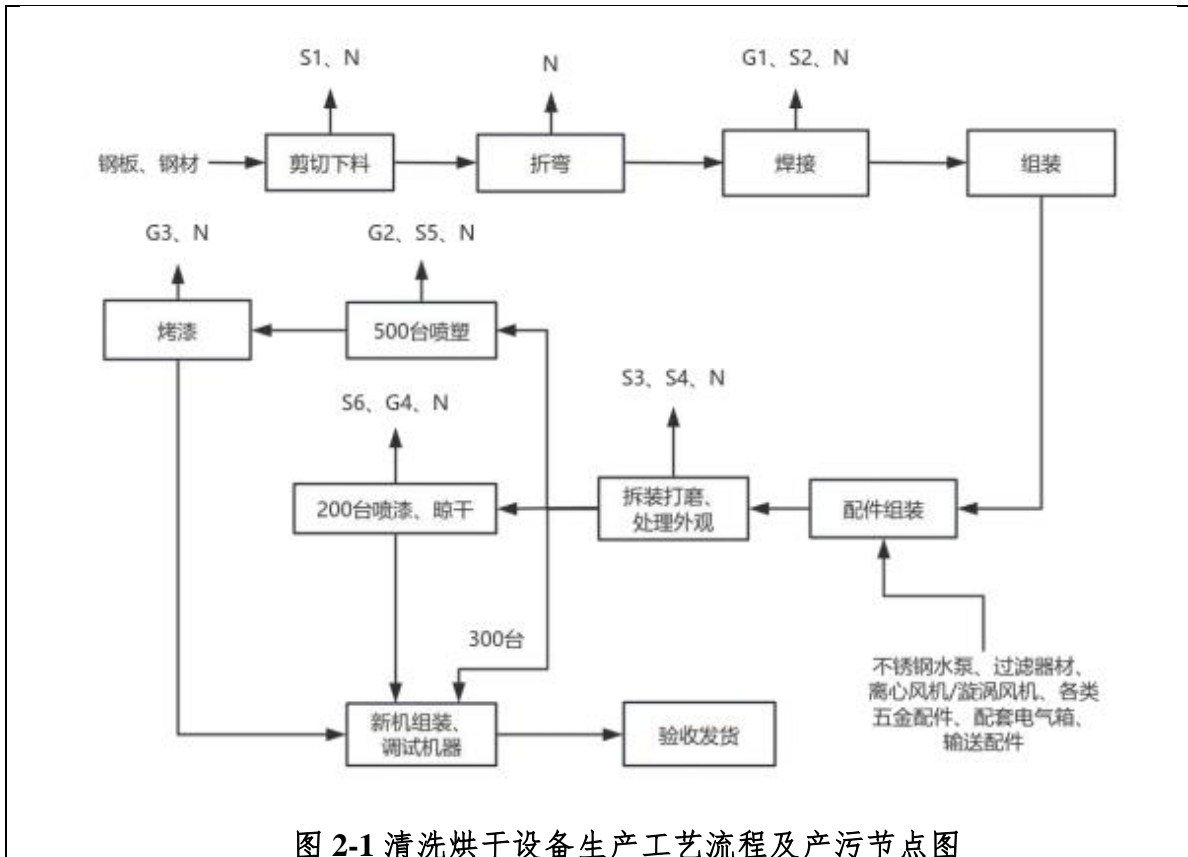 S1、N
N
G1、S2、N
钢板、钢材
剪切下料
折弯
焊接
组装
G3、N
G2、S5、N
烤漆
500台喷塑
S3、S4、N
S6、G4、N
200台喷漆、晾干
拆装打磨、
处理外观
配件组装
300台
不锈钢水泵、过滤器材、
离心风机/漩涡风机、各类
五金配件、配套电气箱、
输送配件
新机组装、
调试机器
验收发货
图 2-1 清洗烘干设备生产工艺流程及产污节点图